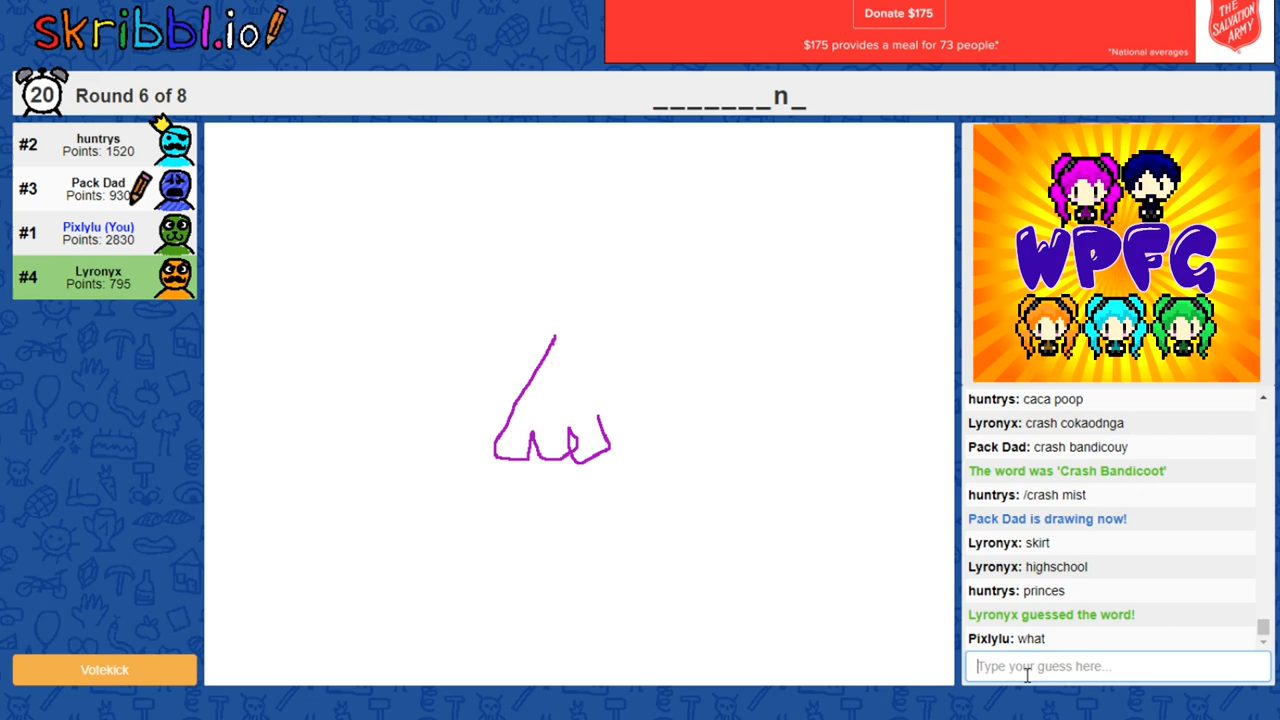 skribbl.io
Donate $175
$175 provides a meal for 73 people.*
*National averages
THE SALVATION ARMY
20
Round 6 of 8
_______n_
#2
huntrys
Points: 1520
#3
Pack Dad
Points: 930
#1
Pixlylu (You)
Points: 2830
#4
Lyronyx
Points: 795
Votekick
WPFG
huntrys: caca poop
Lyronyx: crash cokaodnga
Pack Dad: crash bandicouy
The word was 'Crash Bandicoot'
huntrys: /crash mist
Pack Dad is drawing now!
Lyronyx: skirt
Lyronyx: highschool
huntrys: princes
Lyronyx guessed the word!
Pixlylu: what
Type your guess here...